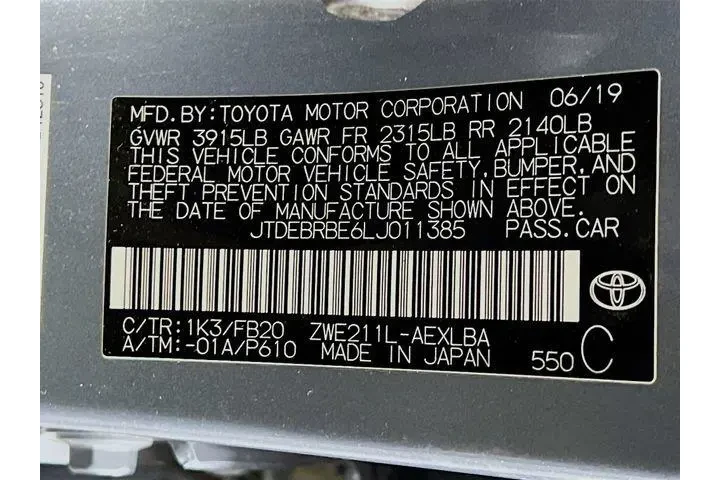 MFD.BY:TOYOTA MOTOR CORPORATION 06/19
GVWR 3915LB GAWR FR 2315LB RR 2140LB
THIS VEHICLE CONFORMS TO ALL APPLICABLE
FEDERAL MOTOR VEHICLE SAFETY, BUMPER, AND
THEFT PREVENTION STANDARDS IN EFFECT ON
THE DATE OF MANUFACTURE SHOWN ABOVE.
JTDEBRBE6LJ011385 PASS.CAR
C/TR:1K3/FB20 ZWE211L-AEXLBA
A/TM:-01A/P610 MADE IN JAPAN 550 C